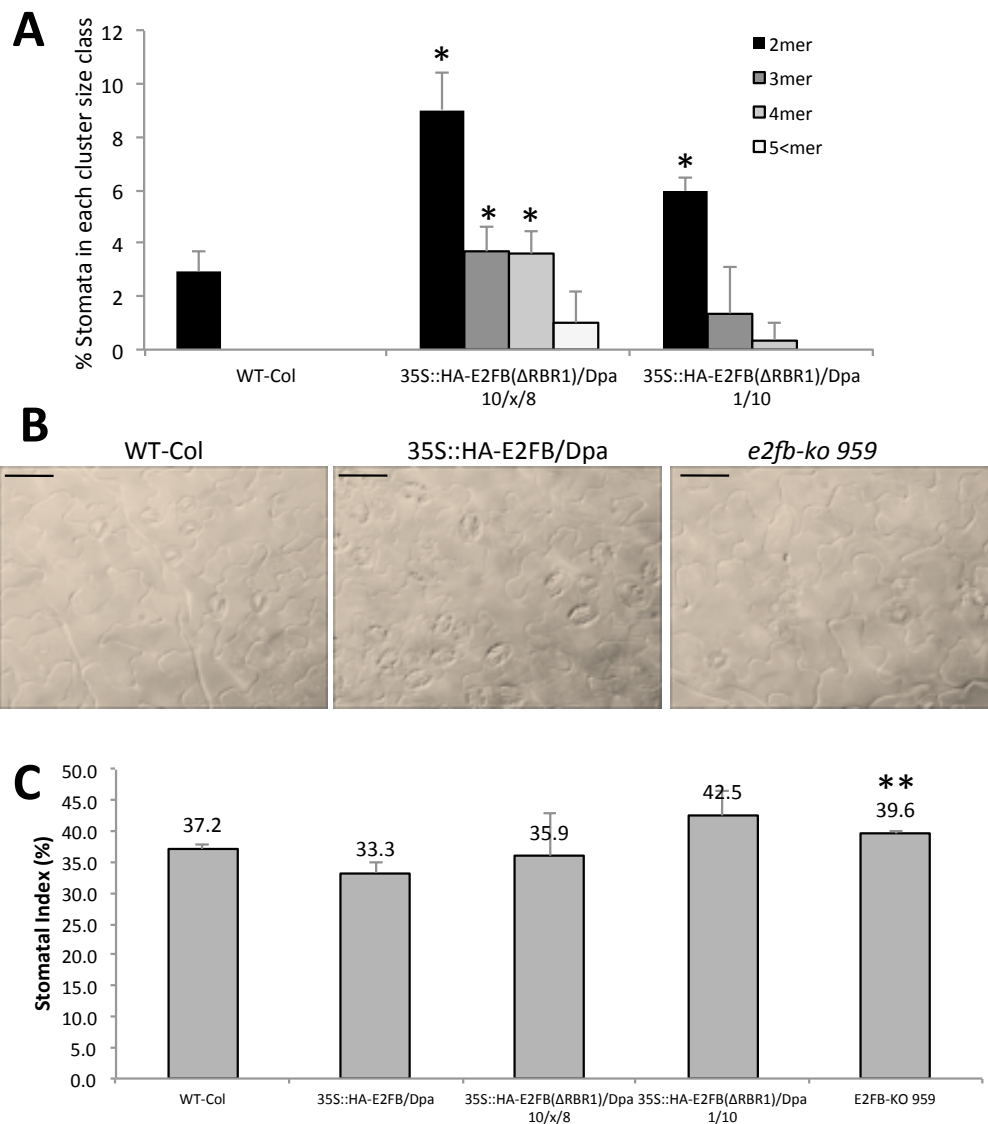 A
% Stomata in each cluster size class
12
10
8
6
4
2
0
*
*
*
*
2mer
3mer
4mer
5<mer
WT-Col
35S::HA-E2FB(ΔRBR1)/Dpa
10/x/8
35S::HA-E2FB(ΔRBR1)/Dpa
1/10
B
WT-Col
35S::HA-E2FB/Dpa
e2fb-ko 959
C
Stomatal Index (%)
50.0
45.0
40.0
35.0
30.0
25.0
20.0
15.0
10.0
5.0
0.0
37.2
33.3
35.9
42.5
**
39.6
WT-Col
35S::HA-E2FB/Dpa
35S::HA-E2FB(ΔRBR1)/Dpa
10/x/8
35S::HA-E2FB(ΔRBR1)/Dpa
1/10
E2FB-KO 959